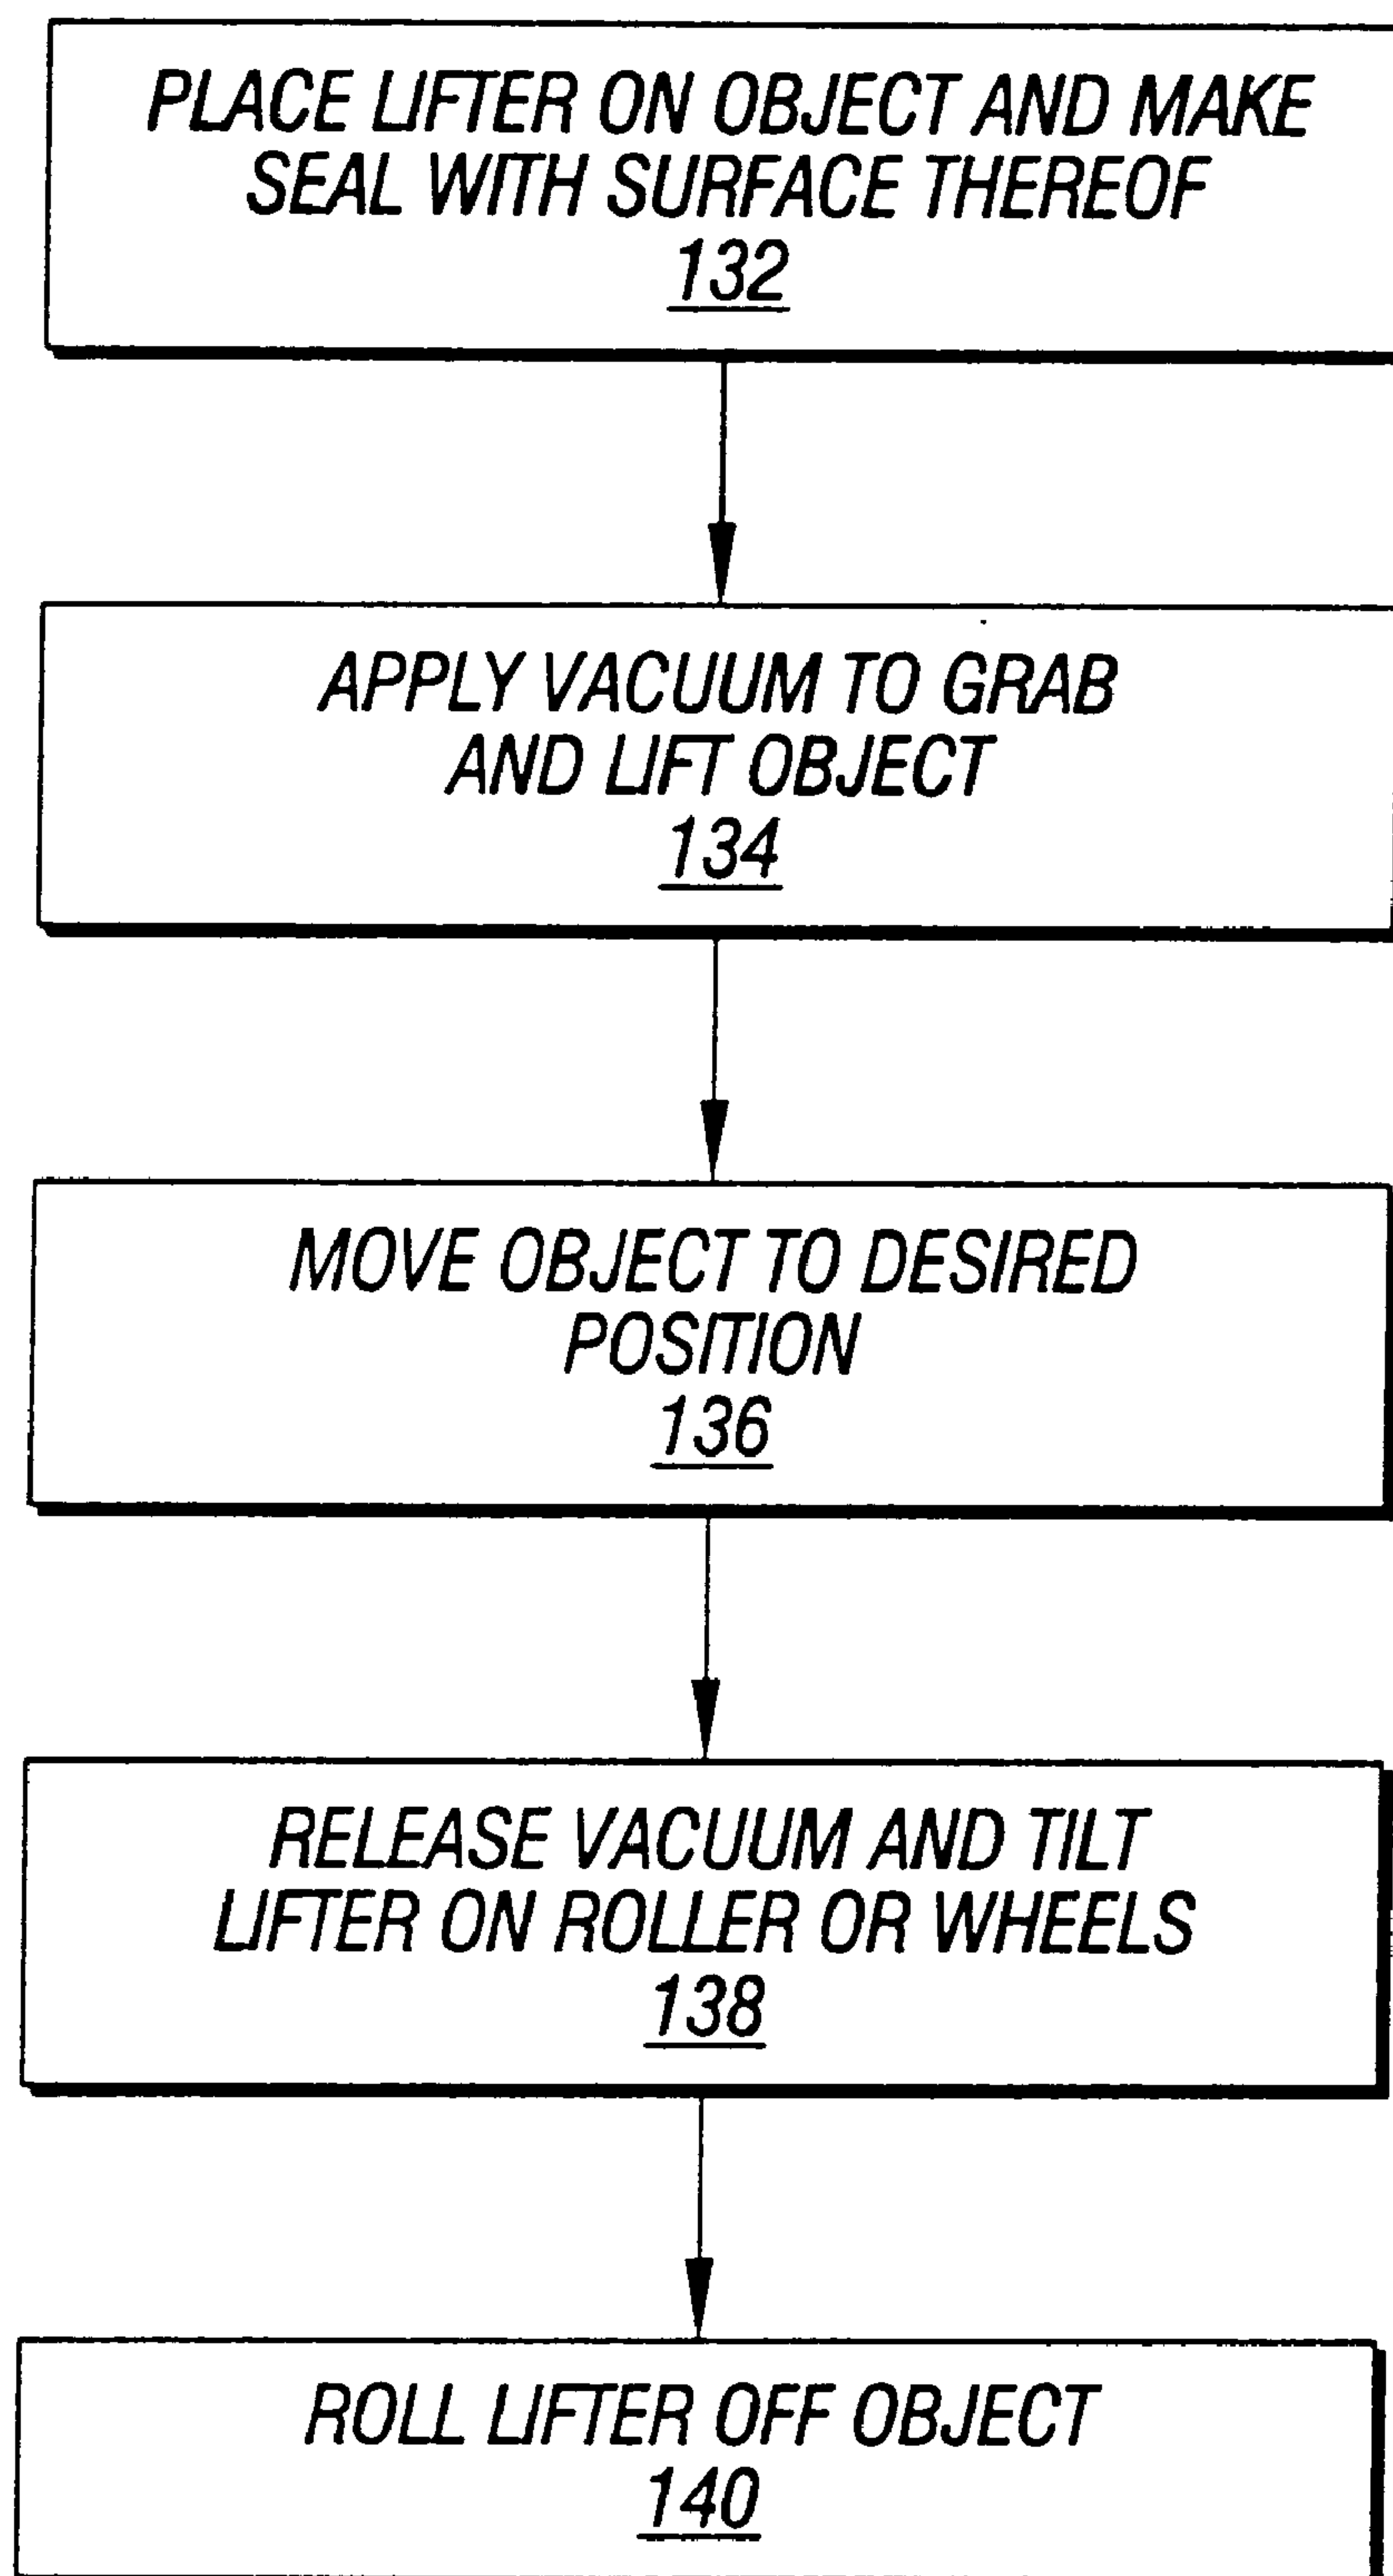 PLACE LIFTER ON OBJECT AND MAKE
SEAL WITH SURFACE THEREOF
132
APPLY VACUUM TO GRAB
AND LIFT OBJECT
134
MOVE OBJECT TO DESIRED
POSITION
136
RELEASE VACUUM AND TILT
LIFTER ON ROLLER OR WHEELS
138
ROLL LIFTER OFF OBJECT
140